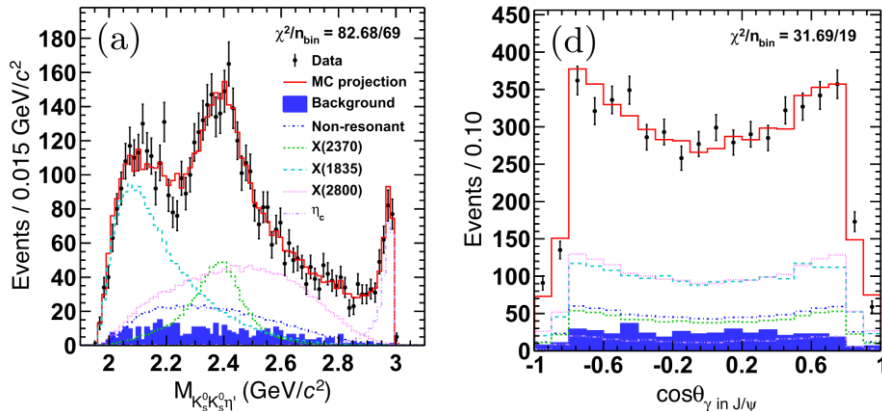 (a)
χ²/n_bin = 82.68/69
Data
MC projection
Background
Non-resonant
X(2370)
X(1835)
X(2800)
η_c
Events / 0.015 GeV/c²
180
160
140
120
100
80
60
40
20
0
2 2.2 2.4 2.6 2.8 3
M_{K_s^0 K_s^0 η'} (GeV/c²)
(d)
χ²/n_bin = 31.69/19
Events / 0.10
450
400
350
300
250
200
150
100
50
0
-1 -0.6 -0.2 0.2 0.6 1
cosθ_{γ in J/ψ}